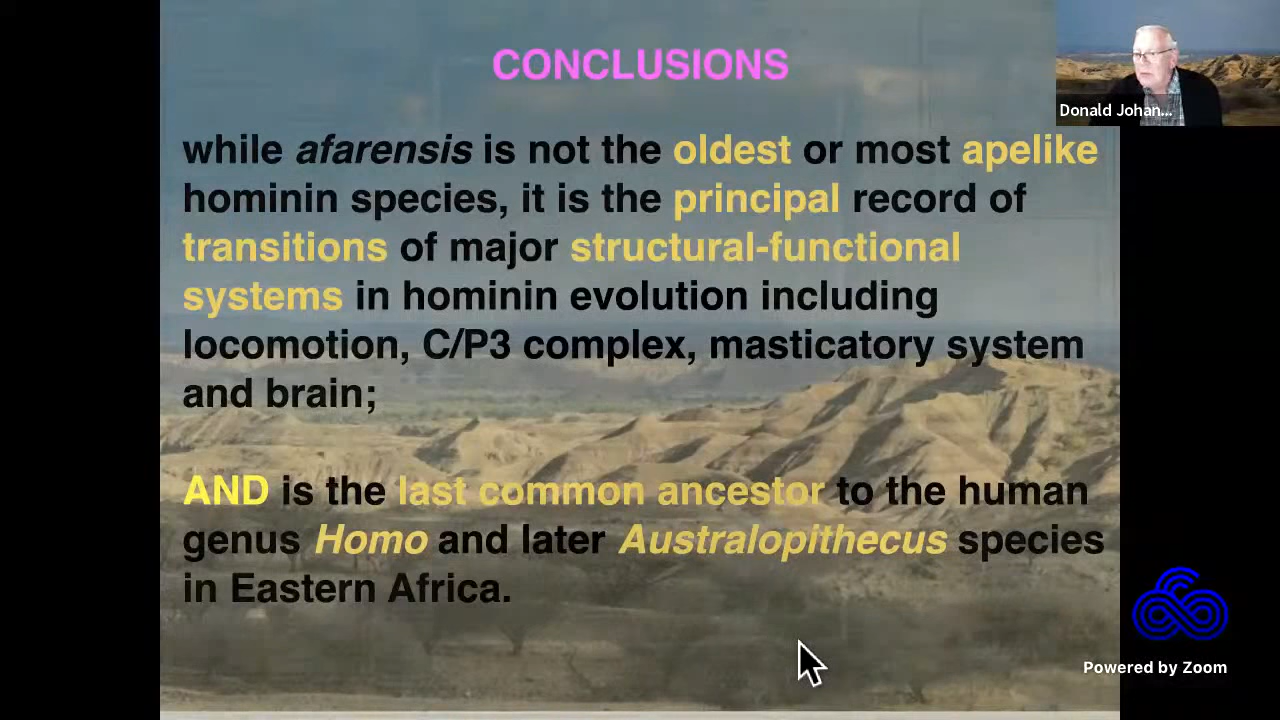 CONCLUSIONS
Donald Johan...
while afarensis is not the oldest or most apelike
hominin species, it is the principal record of
transitions of major structural-functional
systems in hominin evolution including
locomotion, C/P3 complex, masticatory system
and brain;
AND is the last common ancestor to the human
genus Homo and later Australopithecus species
in Eastern Africa.
Powered by Zoom